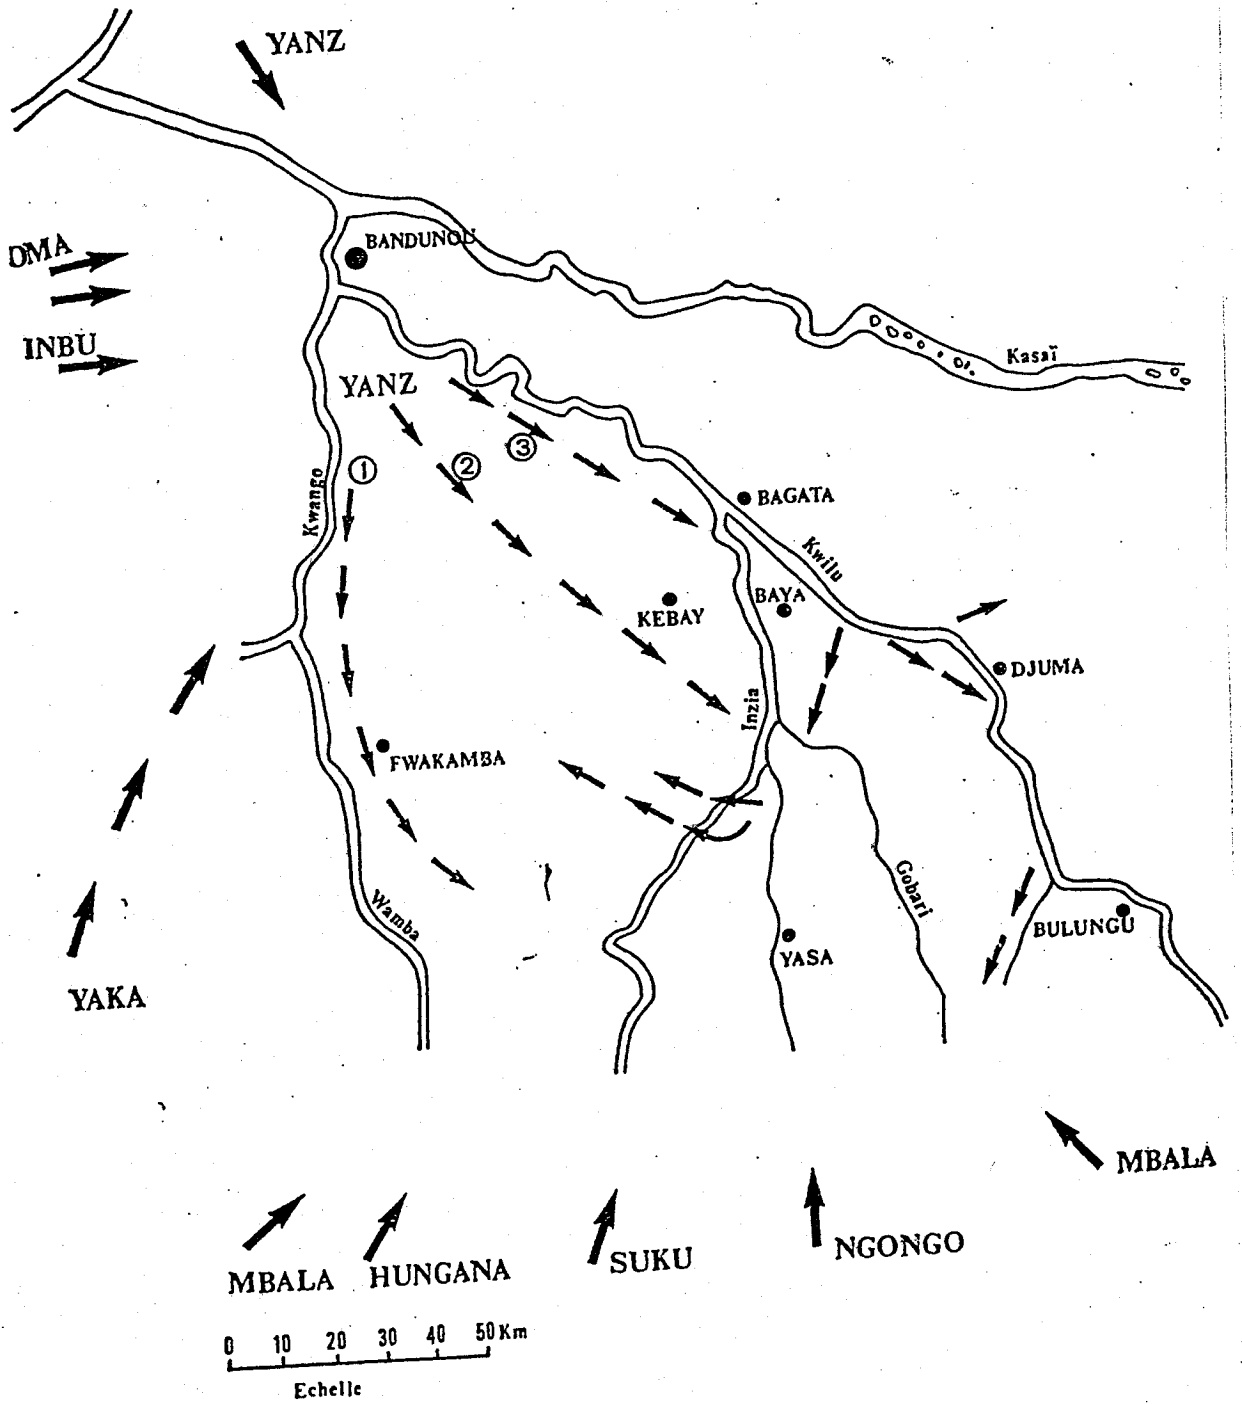 YANZ
DMA
BANDUNDU
INBU
Kasaï
YANZ
③
②
①
Kwango
BAGATA
Kwilu
KEBAY
BAYA
DJUMA
Inzia
FWAKAMBA
Gobari
Wamba
BULUNGU
YASA
YAKA
MBALA
NGONGO
SUKU
HUNGANA
MBALA
0 10 20 30 40 50 Km
Echelle